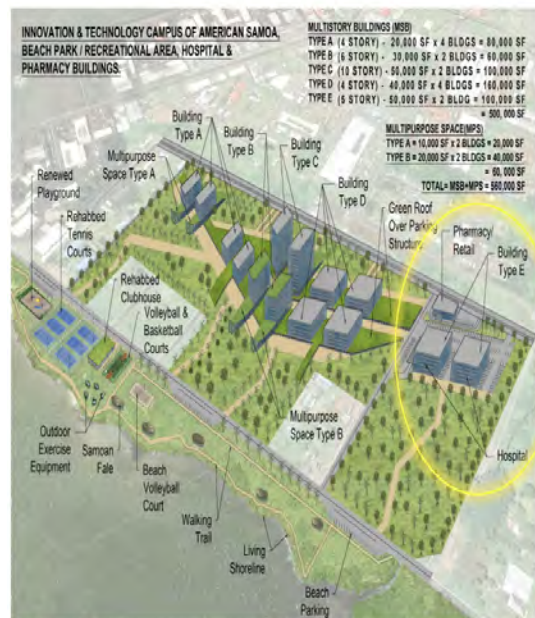 INNOVATION & TECHNOLOGY CAMPUS OF AMERICAN SAMOA,
BEACH PARK / RECREATIONAL AREA, HOSPITAL &
PHARMACY BUILDINGS.
MULTISTORY BUILDINGS (MSB)
TYPE A (4 STORY) - 20,000 SF x 4 BLDGS = 80,000 SF
TYPE B (6 STORY) - 30,000 SF x 2 BLDGS = 60,000 SF
TYPE C (10 STORY) - 50,000 SF x 2 BLDGS = 100,000 SF
TYPE D (4 STORY) - 40,000 SF x 4 BLDGS = 160,000 SF
TYPE E (5 STORY) - 50,000 SF x 2 BLDG = 100,000 SF
= 500,000 SF
MULTIPURPOSE SPACE(MPS)
TYPE A = 10,000 SF x 2 BLDGS = 20,000 SF
TYPE B = 20,000 SF x 2 BLDGS = 40,000 SF
= 60,000 SF
TOTAL= MSB+MPS = 560,000 SF
Building
Type A
Building
Type B
Building
Type C
Multipurpose
Space Type A
Building
Type D
Renewed
Playground
Green Roof
Over Parking
Structure
Pharmacy/
Retail
Building
Type E
Rehabbed
Tennis
Courts
Rehabbed
Clubhouse
Volleyball &
Basketball
Courts
Outdoor
Exercise
Equipment
Samoan
Fale
Beach
Volleyball
Court
Multipurpose
Space Type B
Hospital
Walking
Trail
Living
Shoreline
Beach
Parking